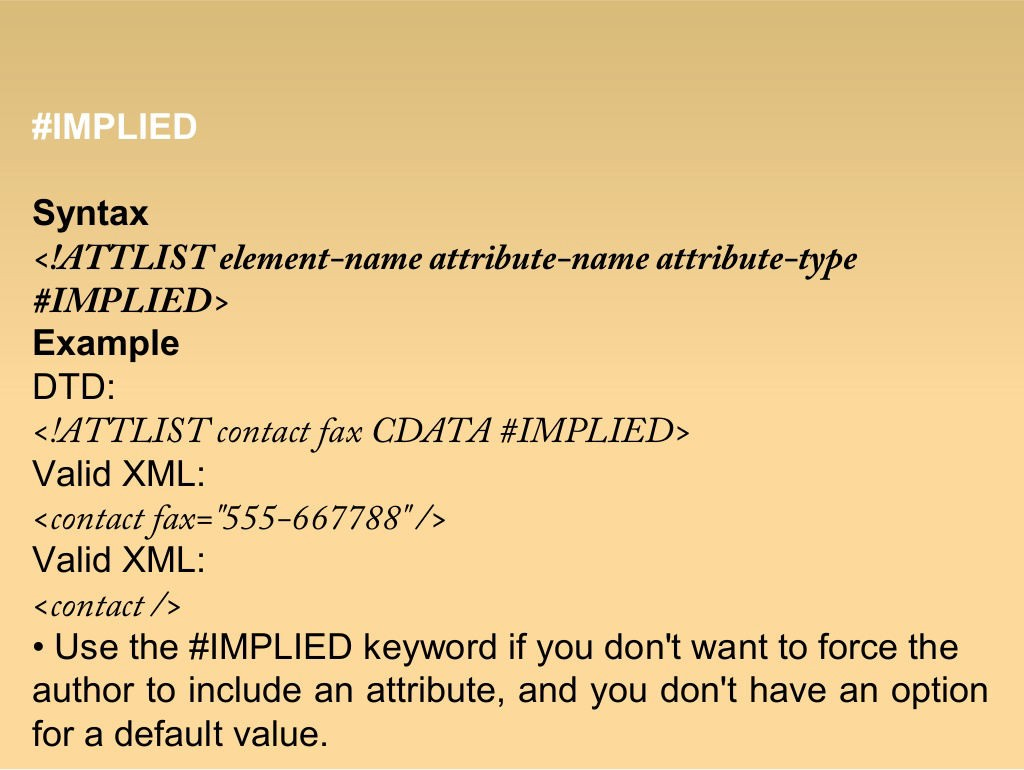 #IMPLIED
Syntax
<!ATTLIST element-name attribute-name attribute-type
#IMPLIED>
Example
DTD:
<!ATTLIST contact fax CDATA #IMPLIED>
Valid XML:
<contact fax="555-667788" />
Valid XML:
<contact />
• Use the #IMPLIED keyword if you don't want to force the
author to include an attribute, and you don't have an option
for a default value.